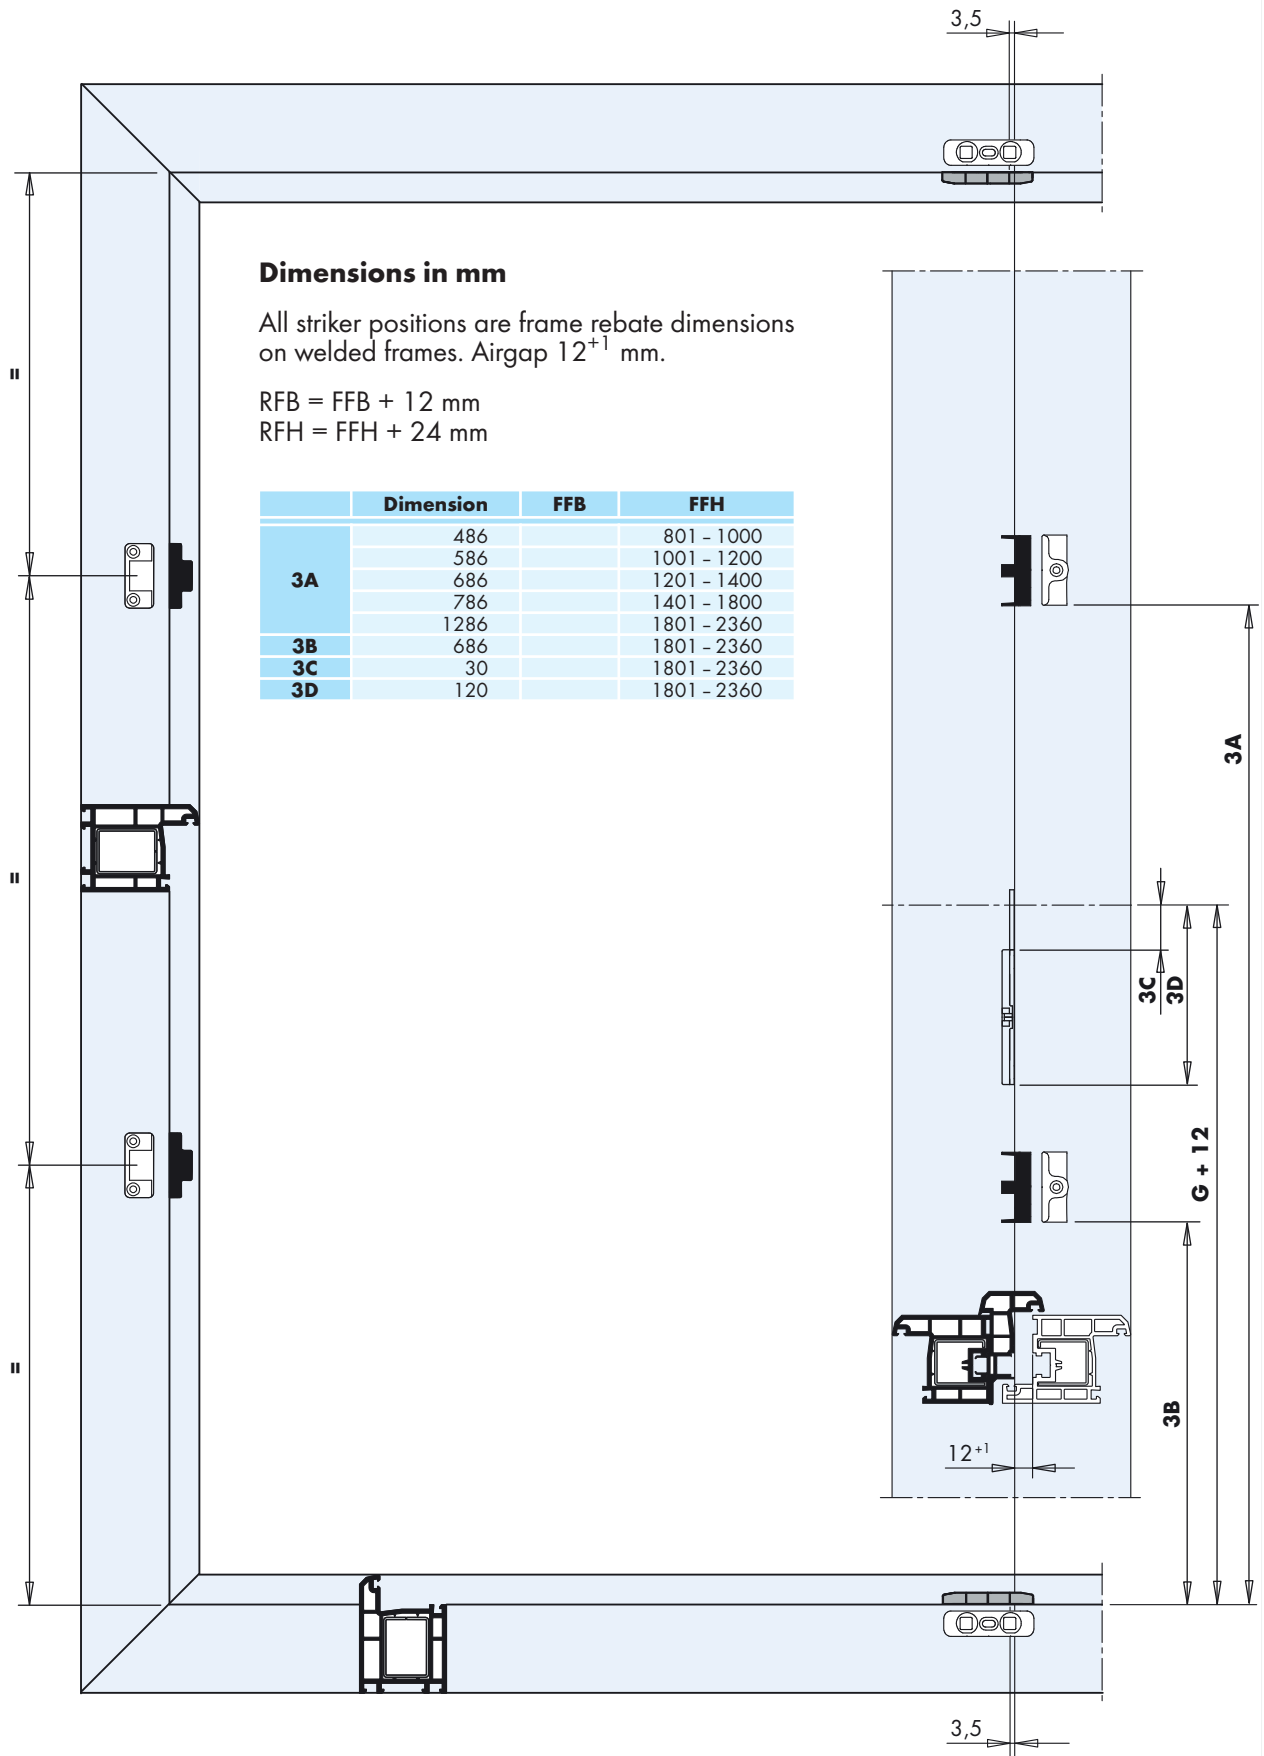 3,5
Dimensions in mm
All striker positions are frame rebate dimensions
on welded frames. Airgap 12+1 mm.
RFB = FFB + 12 mm
RFH = FFH + 24 mm
Dimension FFB FFH
3A
486 801 – 1000
586 1001 – 1200
686 1201 – 1400
786 1401 – 1800
1286 1801 – 2360
3B 686 1801 – 2360
3C 30 1801 – 2360
3D 120 1801 – 2360
=
=
=
3A
3C
3D
G + 12
3B
12+1
3,5